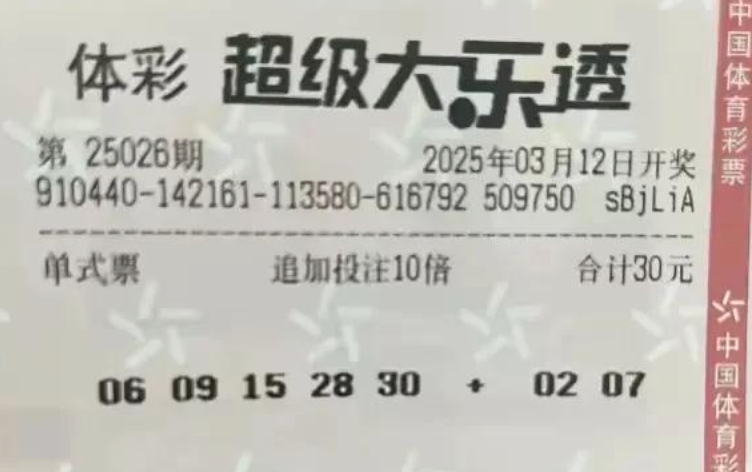 体彩 超级大乐透
第 25026期 2025年03月12日开奖
910440-142161-113580-616792 509750 sBjLiA
单式票 追加投注10倍 合计30元
06 09 15 28 30 + 02 07
中国体育彩票
中国体育彩